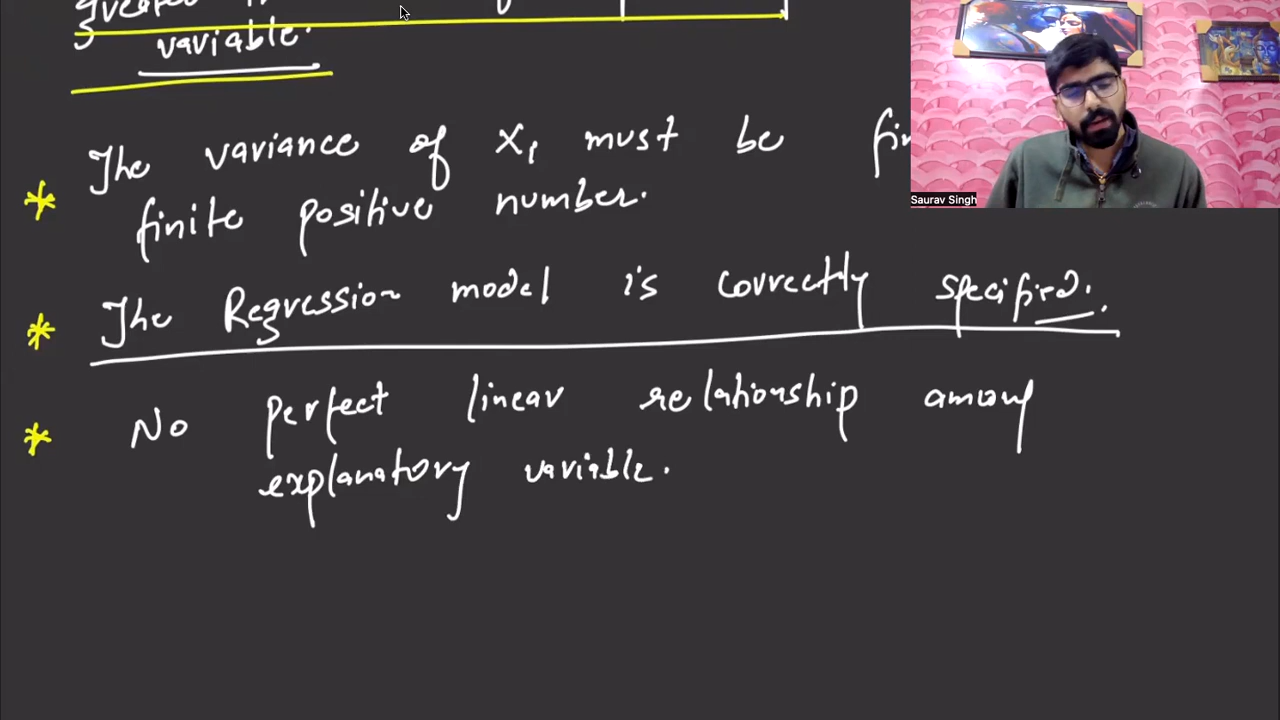 variable.
* The variance of X, must be
finite positive number.
Saurav Singh
* The Regression model is correctly specified.
* No perfect linear relationship among
explanatory variable.